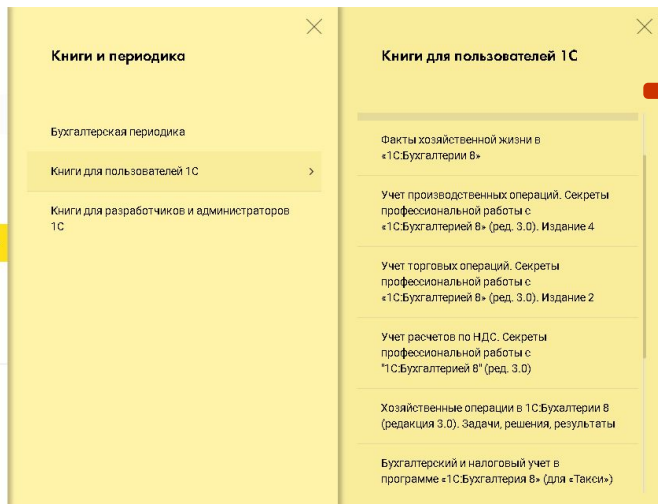 Книги и периодика
Бухгалтерская периодика
Книги для пользователей 1С
Книги для разработчиков и администраторов
1С
Книги для пользователей 1С
Факты хозяйственной жизни в
«1С:Бухгалтерии 8»
Учет производственных операций. Секреты
профессиональной работы с
«1С:Бухгалтерией 8» (ред. 3.0). Издание 4
Учет торговых операций. Секреты
профессиональной работы с
«1С:Бухгалтерией 8» (ред. 3.0). Издание 2
Учет расчетов по НДС. Секреты
профессиональной работы с
"1С:Бухгалтерией 8" (ред. 3.0)
Хозяйственные операции в 1С:Бухалтерии 8
(редакция 3.0). Задачи, решения, результаты
Бухгалтерский и налоговый учет в
программе «1С:Бухгалтерия 8» (для «Такси»)